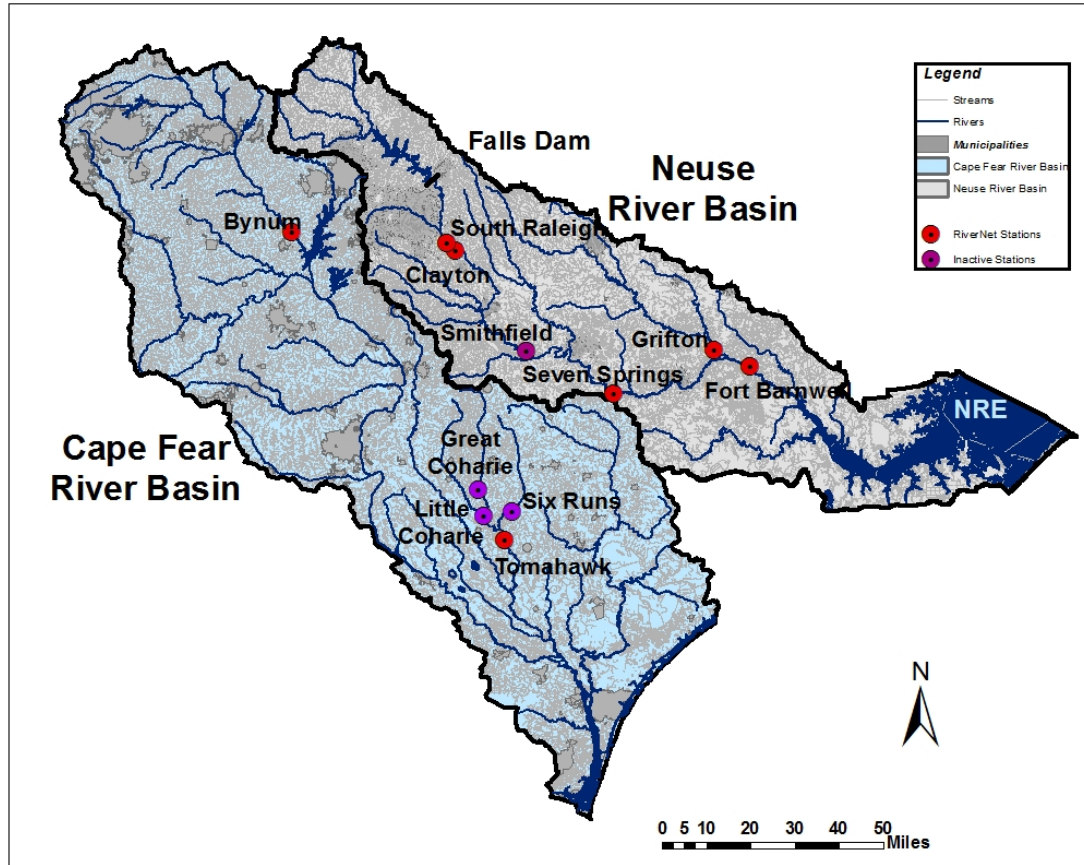 Legend
Streams
Rivers
Municipalities
Cape Fear River Basin
Neuse River Basin
RiverNet Stations
Inactive Stations
Falls Dam
Neuse
River Basin
Bynum
South Raleigh
Clayton
Smithfield
Grifton
Seven Springs
Fort Barnwe
NRE
Cape Fear
River Basin
Great
Coharie
Little
Coharie
Six Runs
Tomahawk
N
0 5 10 20 30 40 50
Miles